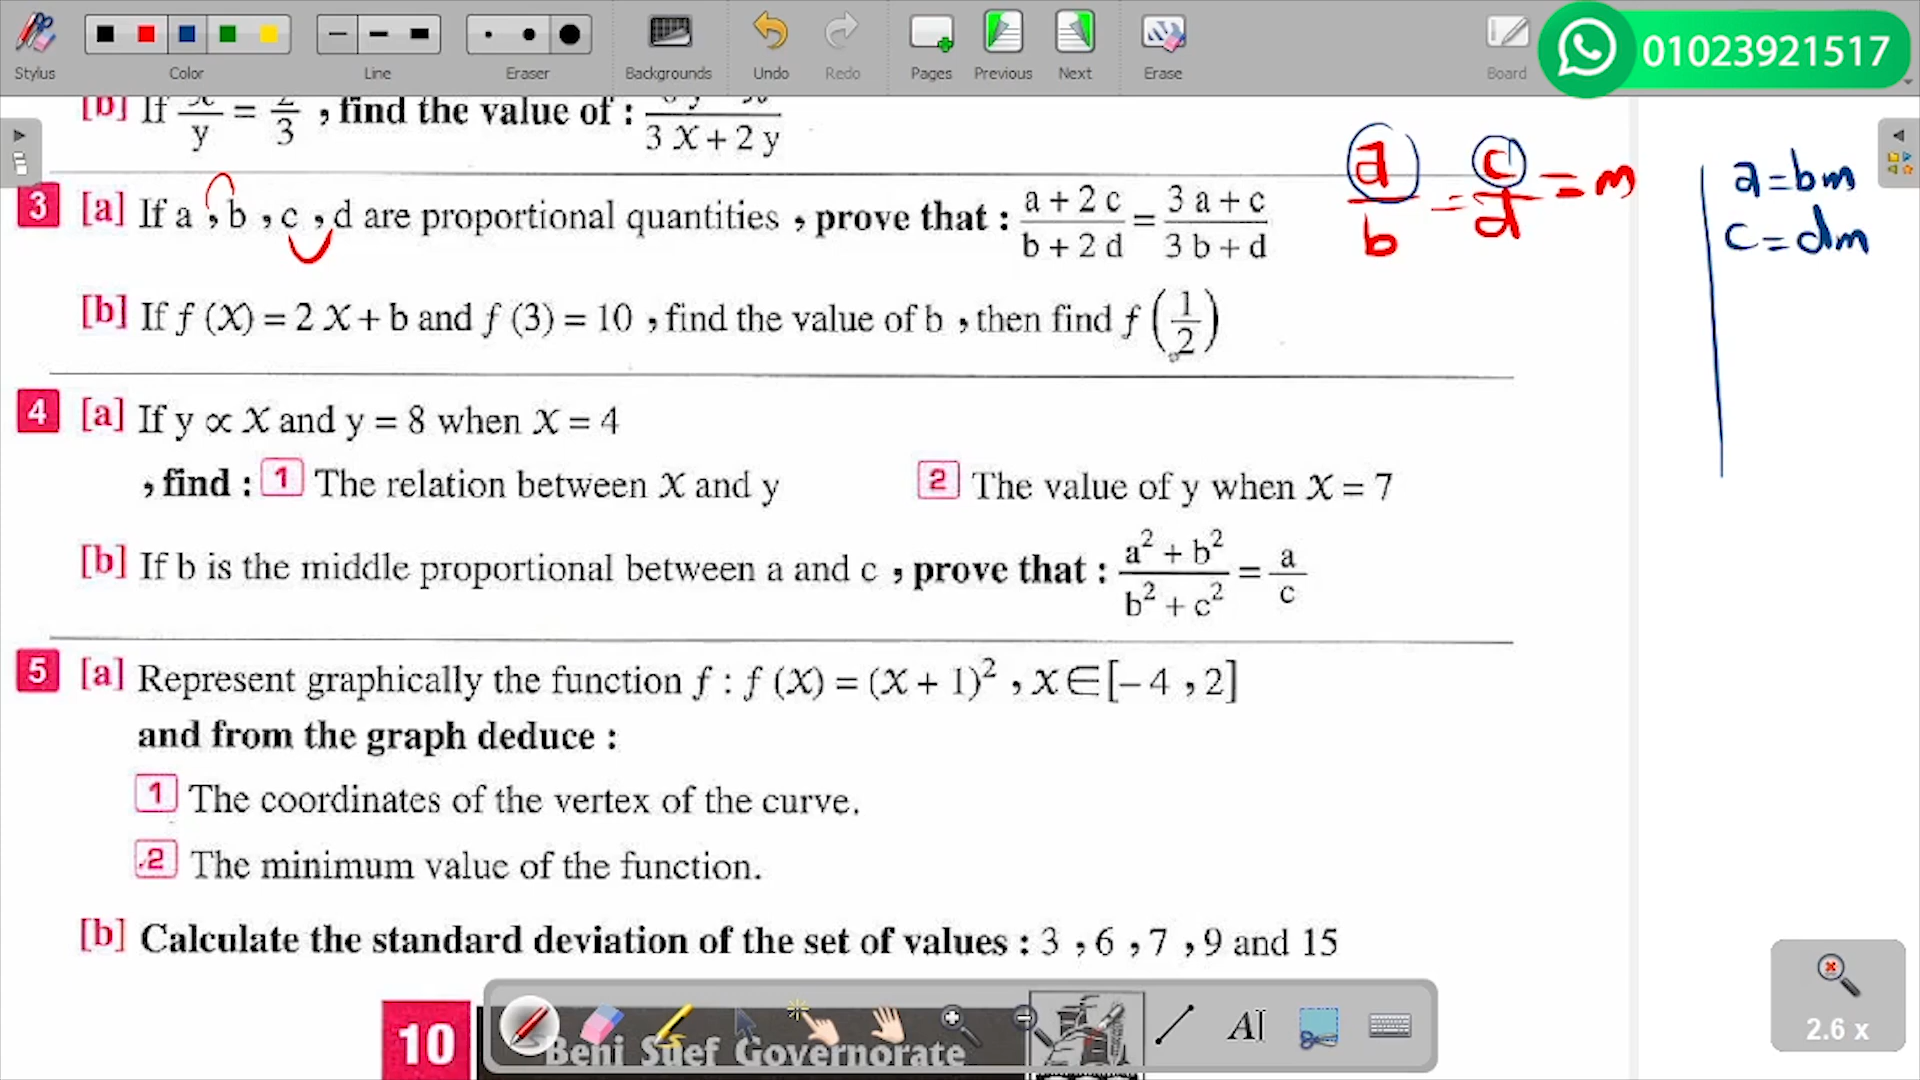 Stylus
Color
Line
Eraser
Backgrounds
Undo
Redo
Pages
Previous
Next
Erase
Board
01023921517
[b] If x/y = 2/3 , find the value of : 3 X + 2 y
3 [a] If a , b , c , d are proportional quantities , prove that : (a + 2 c)/(b + 2 d) = (3 a + c)/(3 b + d)
a/b = c/d = m
a = bm
c = dm
[b] If f (X) = 2 X + b and f (3) = 10 , find the value of b , then find f (1/2)
4 [a] If y ∝ X and y = 8 when X = 4
, find : 1 The relation between X and y 2 The value of y when X = 7
[b] If b is the middle proportional between a and c , prove that : (a² + b²)/(b² + c²) = a/c
5 [a] Represent graphically the function f : f (X) = (X + 1)² , X ∈ [– 4 , 2]
and from the graph deduce :
1 The coordinates of the vertex of the curve.
2 The minimum value of the function.
[b] Calculate the standard deviation of the set of values : 3 , 6 , 7 , 9 and 15
10 Beni Suef Governorate
2.6 x